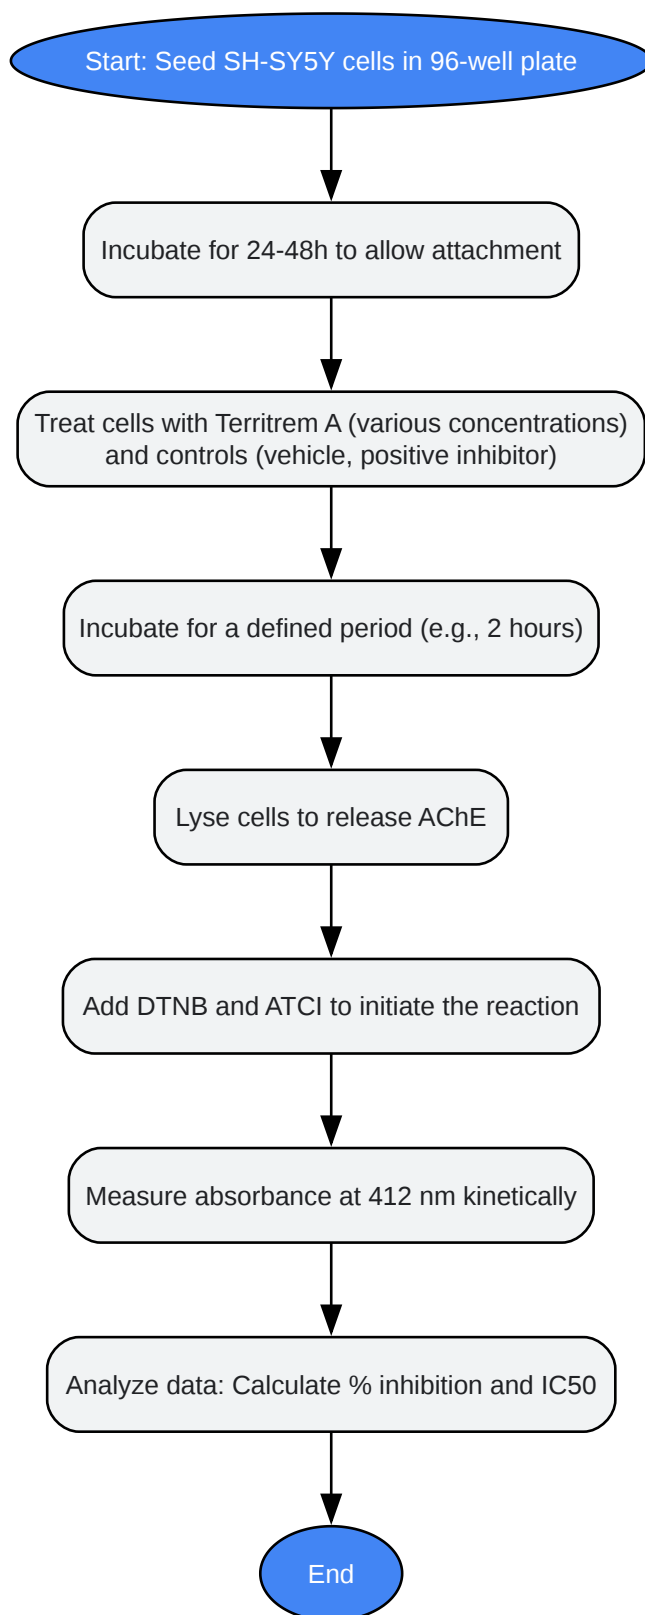 Start: Seed SH-SY5Y cells in 96-well plate
Incubate for 24-48h to allow attachment
Treat cells with Territrem A (various concentrations)
and controls (vehicle, positive inhibitor)
Incubate for a defined period (e.g., 2 hours)
Lyse cells to release AChE
Add DTNB and ATCI to initiate the reaction
Measure absorbance at 412 nm kinetically
Analyze data: Calculate % inhibition and IC50
End